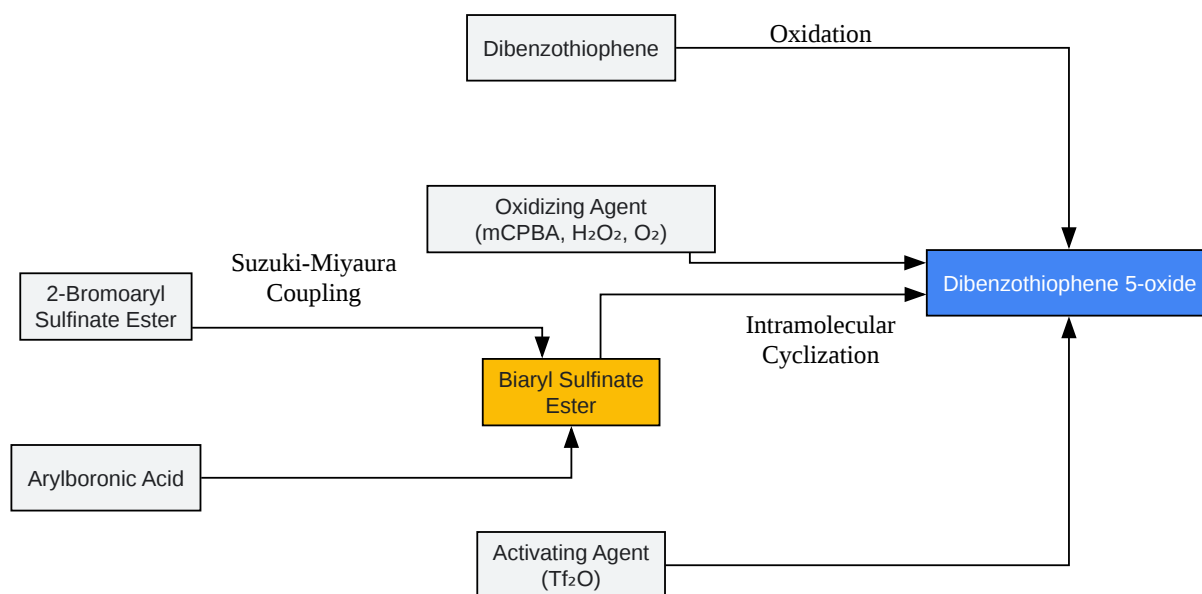 Dibenzothiophene
Oxidation
Oxidizing Agent
(mCPBA, H₂O₂, O₂)
Suzuki-Miyaura
Coupling
2-Bromoaryl
Sulfinate Ester
Dibenzothiophene 5-oxide
Intramolecular
Cyclization
Biaryl Sulfinate
Ester
Arylboronic Acid
Activating Agent
(Tf₂O)